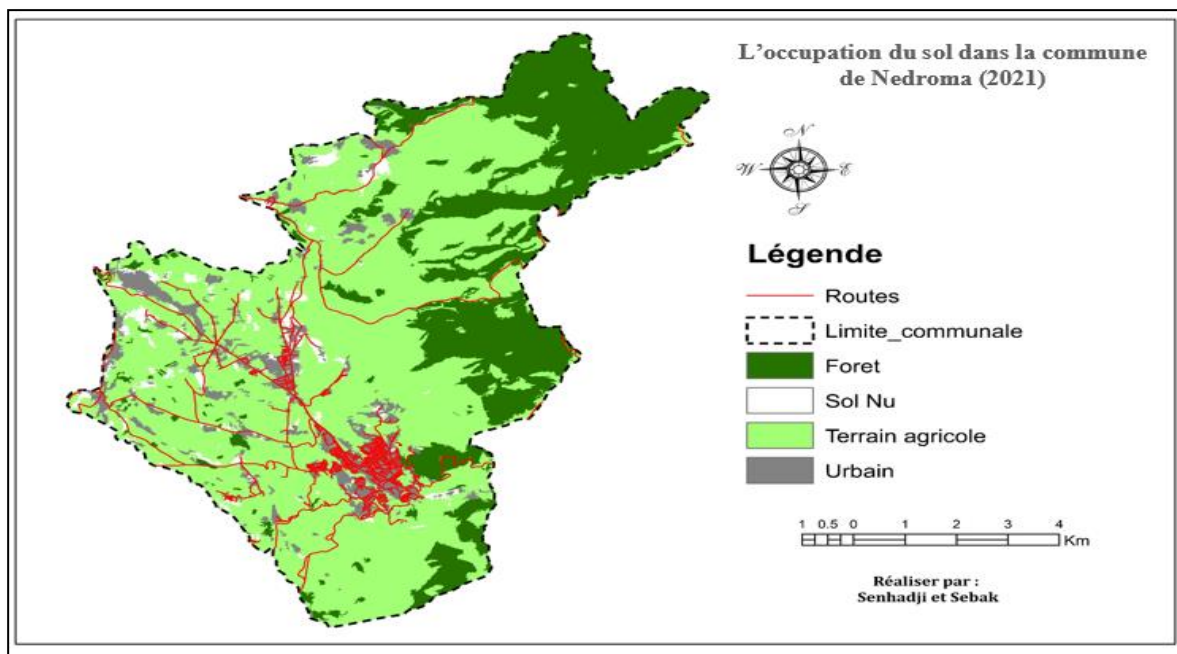 L'occupation du sol dans la commune
de Nedroma (2021)
N
W E
S
Légende
Routes
Limite_communale
Foret
Sol Nu
Terrain agricole
Urbain
1 0.5 0 1 2 3 4
Km
Réaliser par :
Senhadji et Sebak